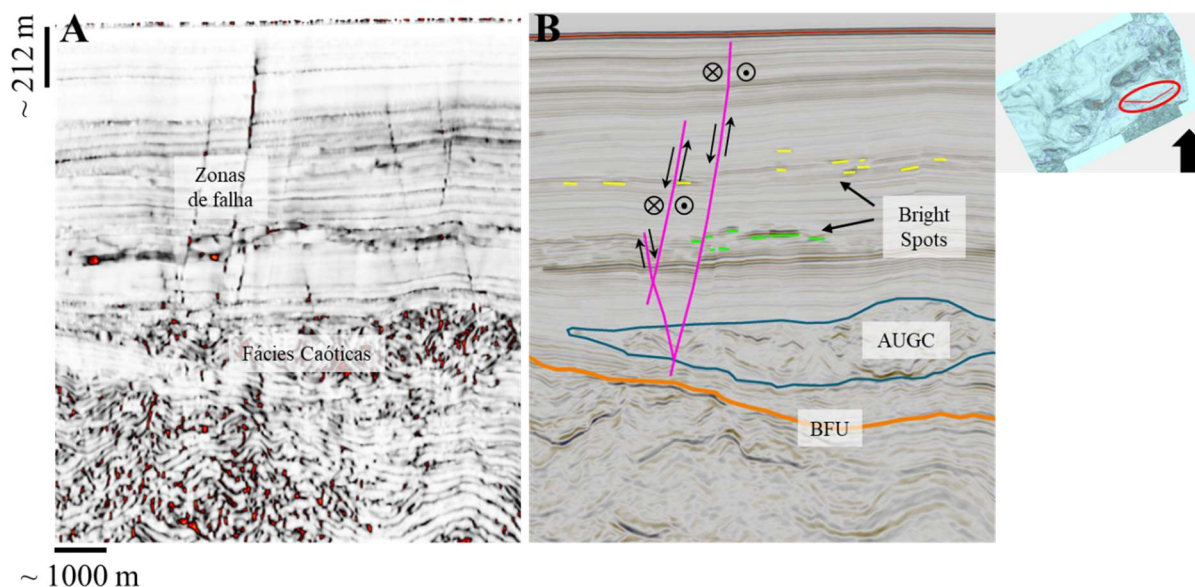 A
B
~ 212 m
Zonas
de falha
Bright
Spots
Fácies Caóticas
AUGC
BFU
~ 1000 m